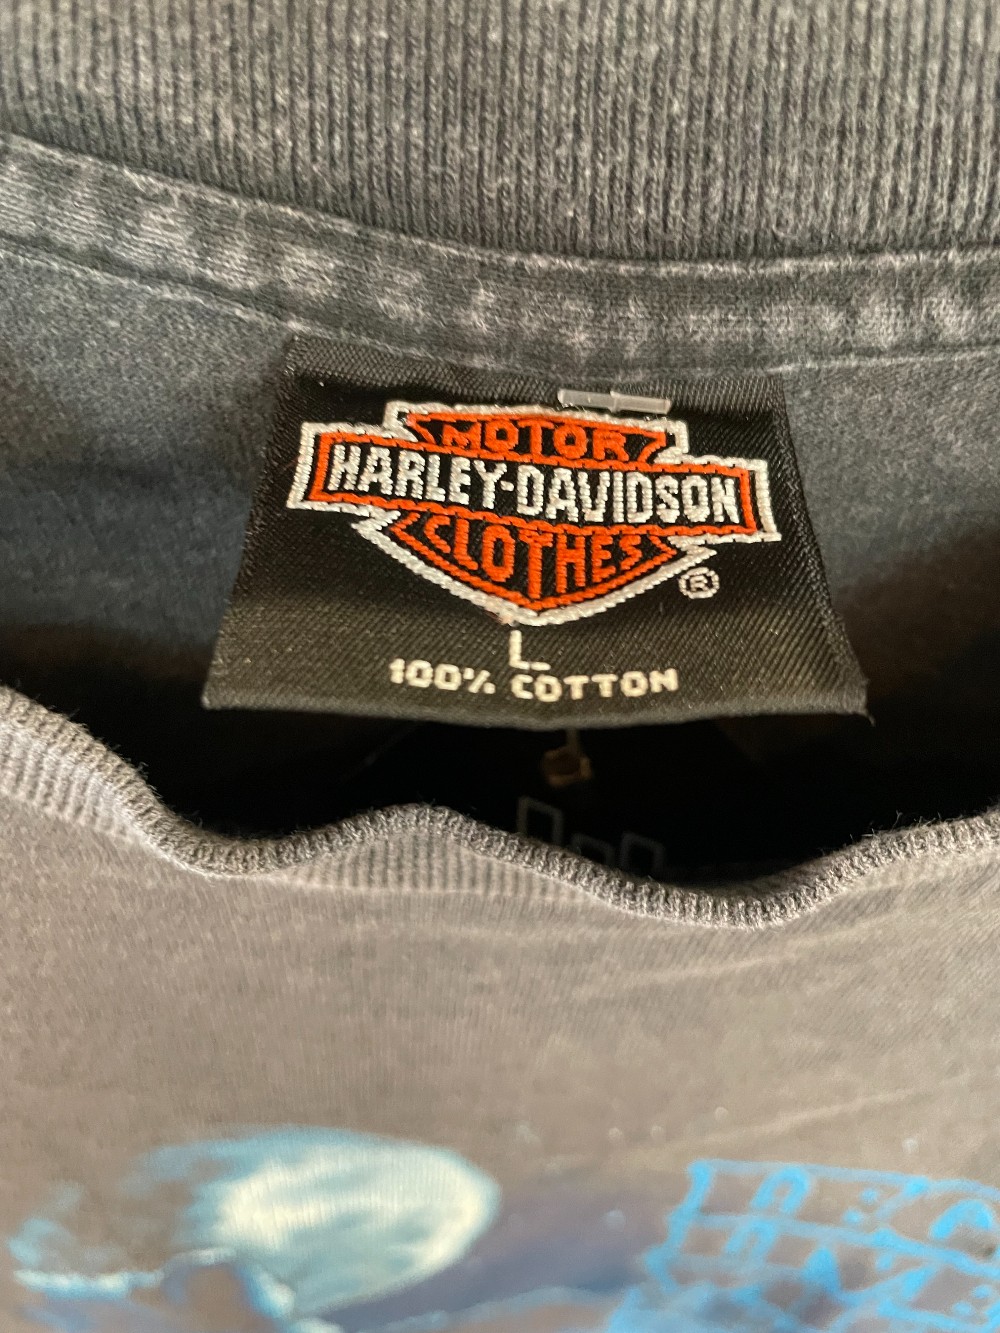 MOTOR
HARLEY-DAVIDSON
CLOTHES
®
L
100% COTTON